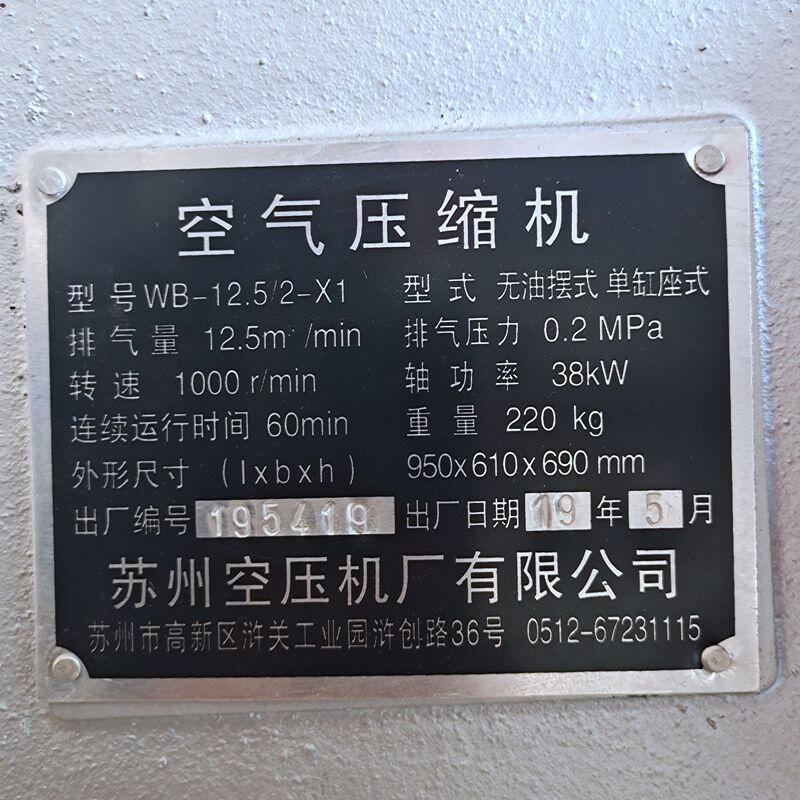 空气压缩机
型号 WB-12.5/2-X1 型式 无油摆式 单缸座式
排气量 12.5m /min 排气压力 0.2 MPa
转速 1000 r/min 轴功率 38kW
连续运行时间 60min 重量 220 kg
外形尺寸 (lxbxh) 950x610x690 mm
出厂编号 195419 出厂日期 19 年 5 月
苏州空压机厂有限公司
苏州市高新区浒关工业园浒创路36号 0512-67231115